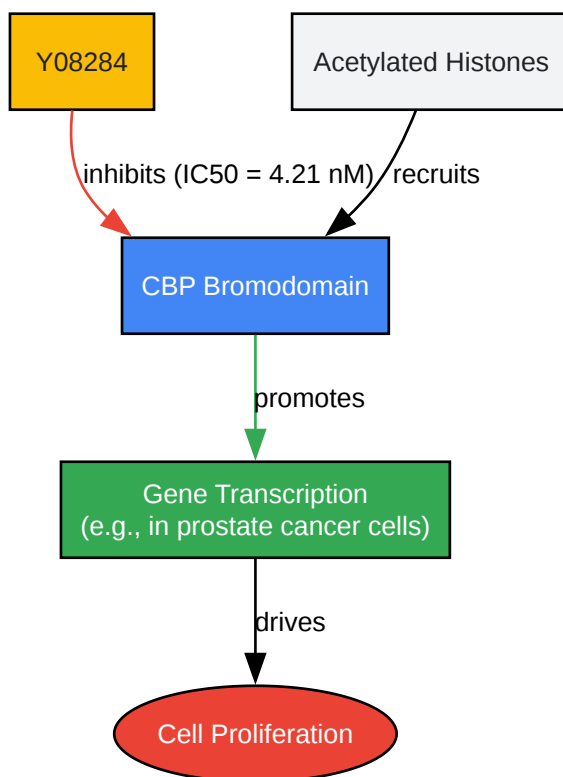 Y08284
Acetylated Histones
inhibits (IC50 = 4.21 nM)
recruits
CBP Bromodomain
promotes
Gene Transcription
(e.g., in prostate cancer cells)
drives
Cell Proliferation